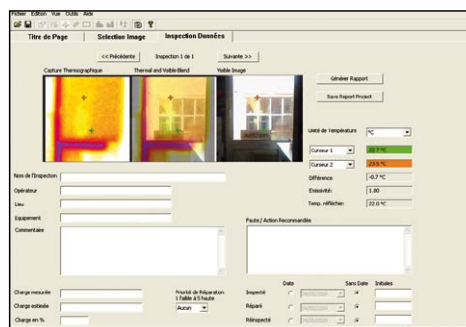 Fichier Edition Vue Outils Aide
Titre de Page Selection Image Inspection Données
<< Précédente Inspection 1 de 1 Suivante >>
Capture Thermographique Thermal and Visible Blend Visible Image
Générer Rapport
Save Report Project
Unité de Température °C
Curseur 1 22.7 °C
Curseur 2 23.5 °C
Différence -0.7 °C
Emissivité: 1.00
Temp. réfléchie: 22.0 °C
Nom de l'Inspection
Opérateur
Lieu
Equipement
Commentaire
Faute / Action Recommandée
Charge mesurée
Charge estimée
Charge en %
Priorité de Réparation
1 faible à 5 haute
Aucun
Date Sans Date Initiales
Inspecté
Réparé
Réinspecté